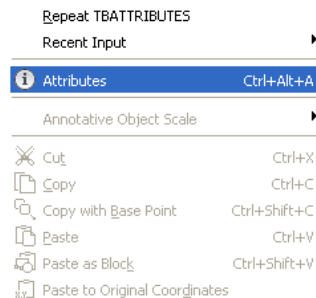 Repeat TBATTRIBUTES
Recent Input
Attributes Ctrl+Alt+A
Annotative Object Scale
Cut Ctrl+X
Copy Ctrl+C
Copy with Base Point Ctrl+Shift+C
Paste Ctrl+V
Paste as Block Ctrl+Shift+V
Paste to Original Coordinates